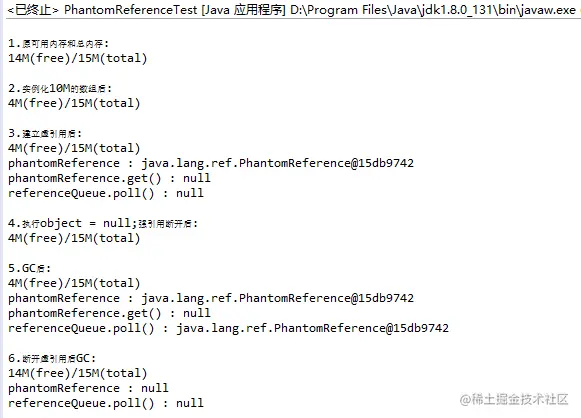 <已终止> PhantomReferenceTest [Java 应用程序] D:\Program Files\Java\jdk1.8.0_131\bin\javaw.exe
1.原可用内存和总内存:
14M(free)/15M(total)
2.实例化10M的数组后:
4M(free)/15M(total)
3.建立虚引用后:
4M(free)/15M(total)
phantomReference : java.lang.ref.PhantomReference@15db9742
phantomReference.get() : null
referenceQueue.poll() : null
4.执行object = null;强引用断开后:
4M(free)/15M(total)
5.GC后:
4M(free)/15M(total)
phantomReference : java.lang.ref.PhantomReference@15db9742
phantomReference.get() : null
referenceQueue.poll() : java.lang.ref.PhantomReference@15db9742
6.断开虚引用后GC:
14M(free)/15M(total)
phantomReference : null
referenceQueue.poll() : null
@稀土掘金技术社区